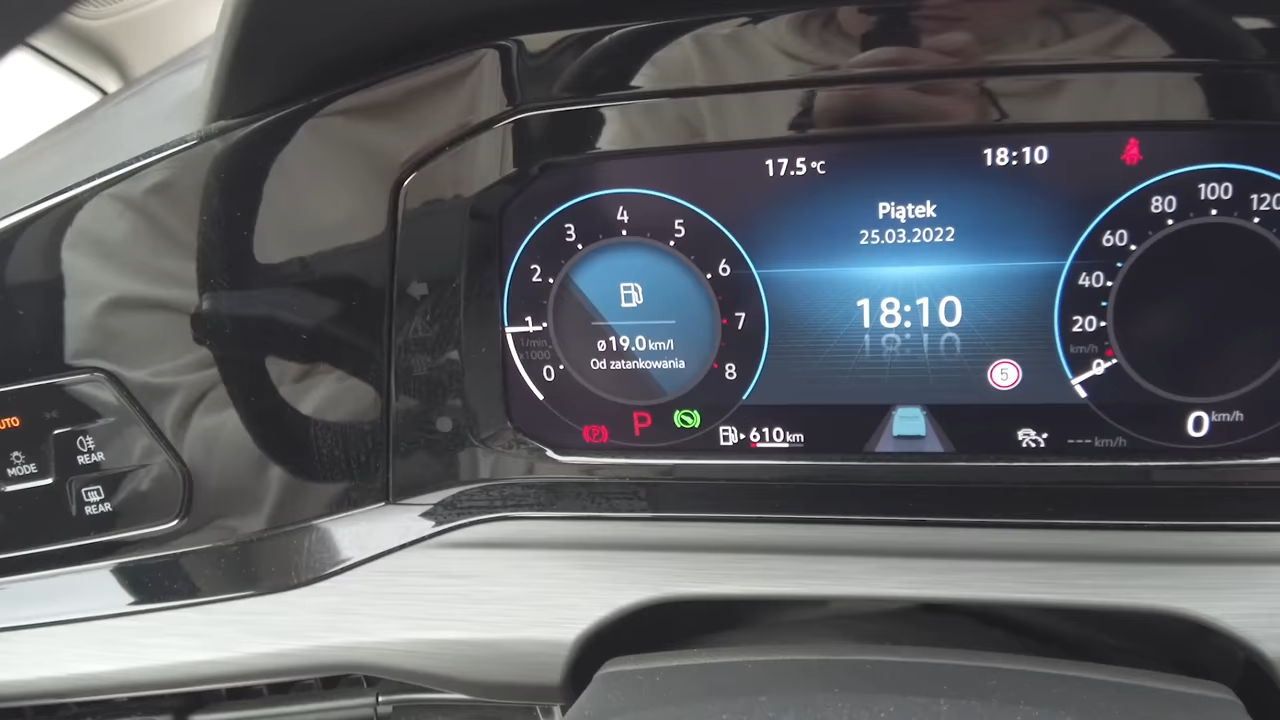 17.5 °C
18:10
Piątek
25.03.2022
18:10
5
0
1
2
3
4
5
6
7
8
1/min
x1000
ø 19.0 km/l
Od zatankowania
P
P
610 km
--- km/h
0
20
40
60
80
100
120
km/h
0 km/h
MODE
REAR
REAR